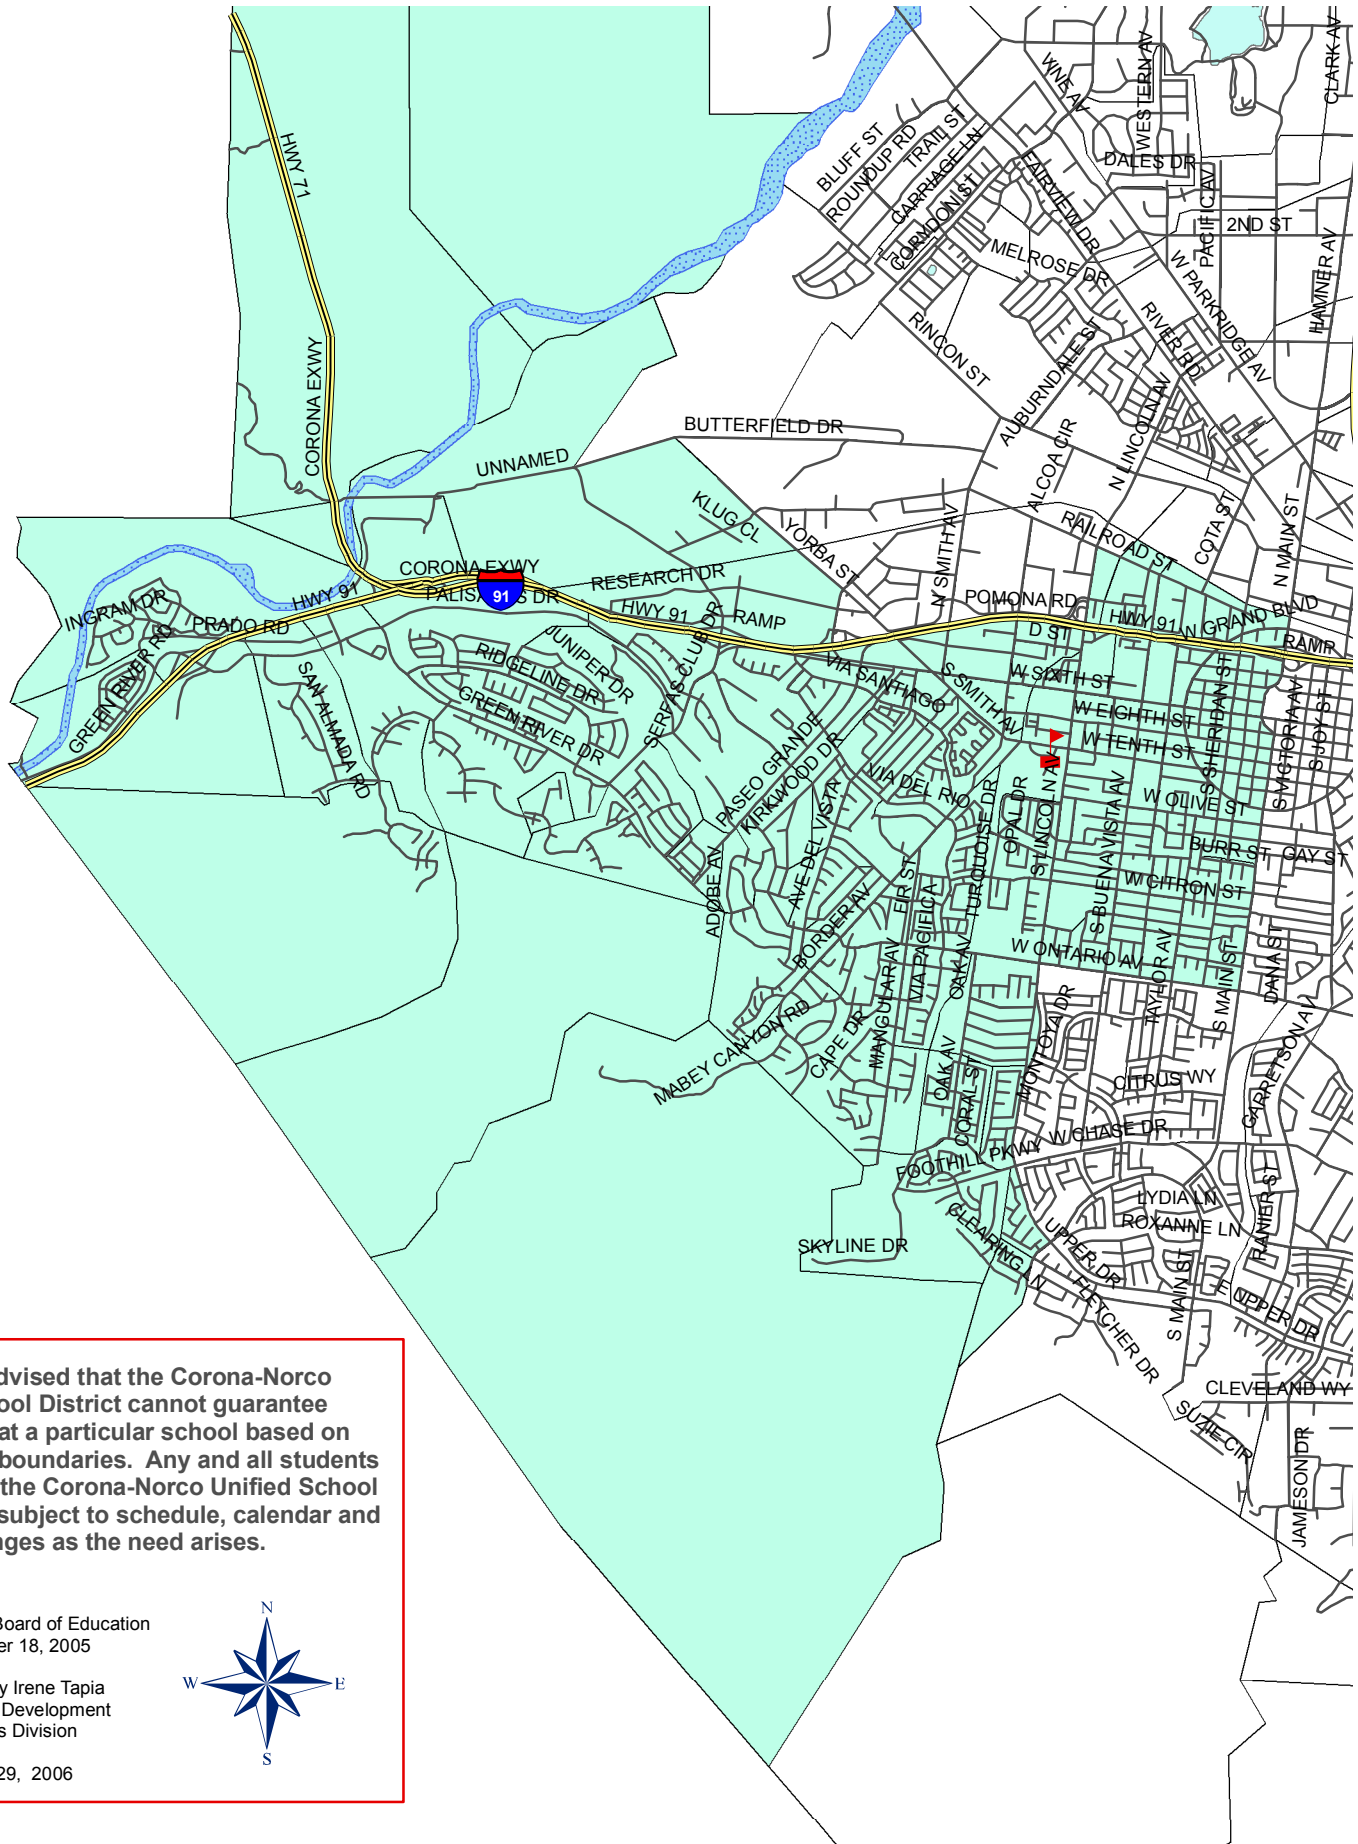 CLARK AV
WESTERN AV
DALES DR
PACIFIC AV
2ND ST
HAMNER AV
BLUFF ST
ROUNDUP RD
TRAIL ST
CARRIAGE LN
CORYDON ST
FAIRVIEW DR
MELROSE DR
W PARKRIDGE AV
RIVER RD
RINCON ST
AUBURNDALE ST
HWY 71
CORONA EXWY
BUTTERFIELD DR
UNNAMED
ALCOA CIR
N LINCOLN AV
KLUG CL
YORBA ST
N SMITH AV
RAILROAD ST
COTA ST
N MAIN ST
CORONA EXWY
RESEARCH DR
91
HWY 91
HWY 91
RAMP
POMONA RD
D ST
HWY 91
W GRAND BLVD
RAMP
INGRAM DR
PRADO RD
GREEN RIVER RD
SAN ALMADA RD
JUNIPER DR
RIDGELINE DR
GREEN RIVER DR
SERFAS CLUB DR
VIA SANTIAGO
S SMITH AV
W SIXTH ST
W EIGHTH ST
W TENTH ST
S SHERIDAN ST
S VICTORIA AV
S JOY ST
PASEO GRANDE
KIRKWOOD DR
VIA DEL RIO
W OLIVE ST
BURR ST
GAY ST
W CITRON ST
ADOBE AV
AVE DEL VISTA
BORDER AV
EIR ST
VIA PACIFICA
OAK AV
TURQUOISE DR
OPAL DR
S LINCOLN AV
S BUENA VISTA AV
W ONTARIO AV
TAYLOR AV
S MAIN ST
DANA ST
MABEY CANYON RD
CAPE DR
MANGULAR AV
OAK AV
CORAL ST
MONTOYA DR
CITRUS WY
GARRETSON AV
FOOTHILL PKWY
W CHASE DR
LYDIA LN
ROXANNE LN
RANIER ST
SKYLINE DR
CLEARING LN
UPPER DR
FLETCHER DR
S MAIN ST
E UPPER DR
CLEVELAND WY
SUZIE CIR
JAMESON DR
dvised that the Corona-Norco
ool District cannot guarantee
at a particular school based on
boundaries. Any and all students
the Corona-Norco Unified School
subject to schedule, calendar and
nges as the need arises.
Board of Education
er 18, 2005
y Irene Tapia
Development
s Division
29, 2006
N
W
E
S